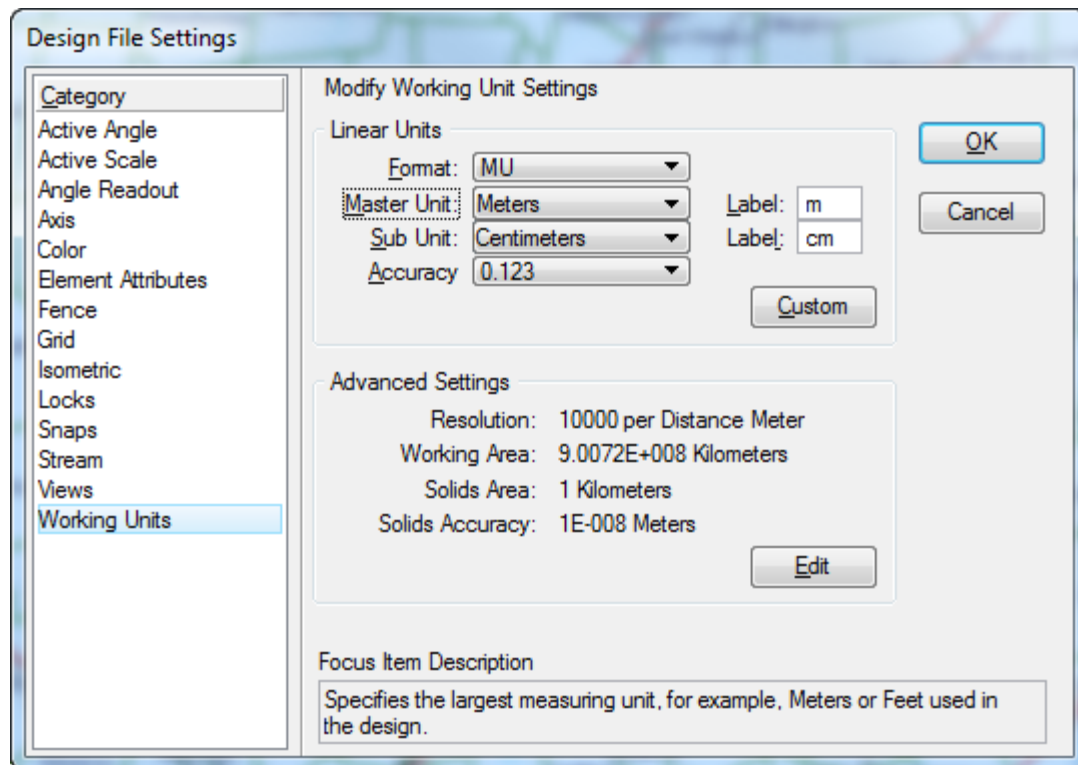 Design File Settings
Category
Active Angle
Active Scale
Angle Readout
Axis
Color
Element Attributes
Fence
Grid
Isometric
Locks
Snaps
Stream
Views
Working Units
Modify Working Unit Settings
Linear Units
Format: MU
Master Unit: Meters Label: m
Sub Unit: Centimeters Label: cm
Accuracy 0.123
Custom
Advanced Settings
Resolution: 10000 per Distance Meter
Working Area: 9.0072E+008 Kilometers
Solids Area: 1 Kilometers
Solids Accuracy: 1E-008 Meters
Edit
Focus Item Description
Specifies the largest measuring unit, for example, Meters or Feet used in
the design.
OK
Cancel